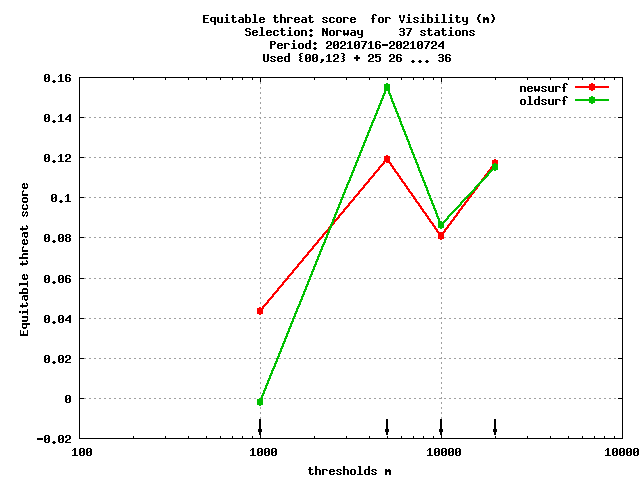 Equitable threat score  for Visibility (m)
Selection: Norway     37 stations
Period: 20210716-20210724
Used {00,12} + 25 26 ... 36
newsurf
oldsurf
Equitable threat score
0.16
0.14
0.12
0.1
0.08
0.06
0.04
0.02
0
-0.02
100 1000 10000 10000
thresholds m